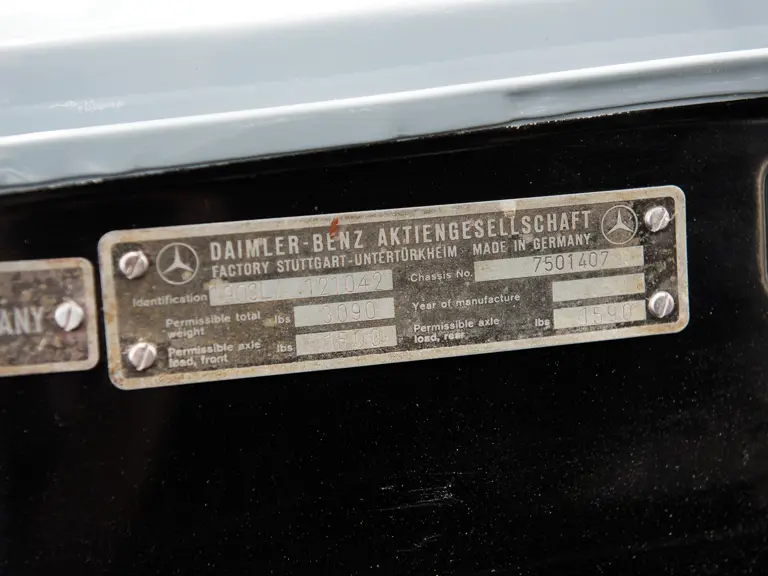 ANY
DAIMLER-BENZ AKTIENGESELLSCHAFT
FACTORY STUTTGART-UNTERTÜRKHEIM MADE IN GERMANY
Identification 121042 Chassis No. 7501407
Permissible total weight lbs 3090 Year of manufacture
Permissible axle load, front lbs Permissible axle load, rear lbs 1590